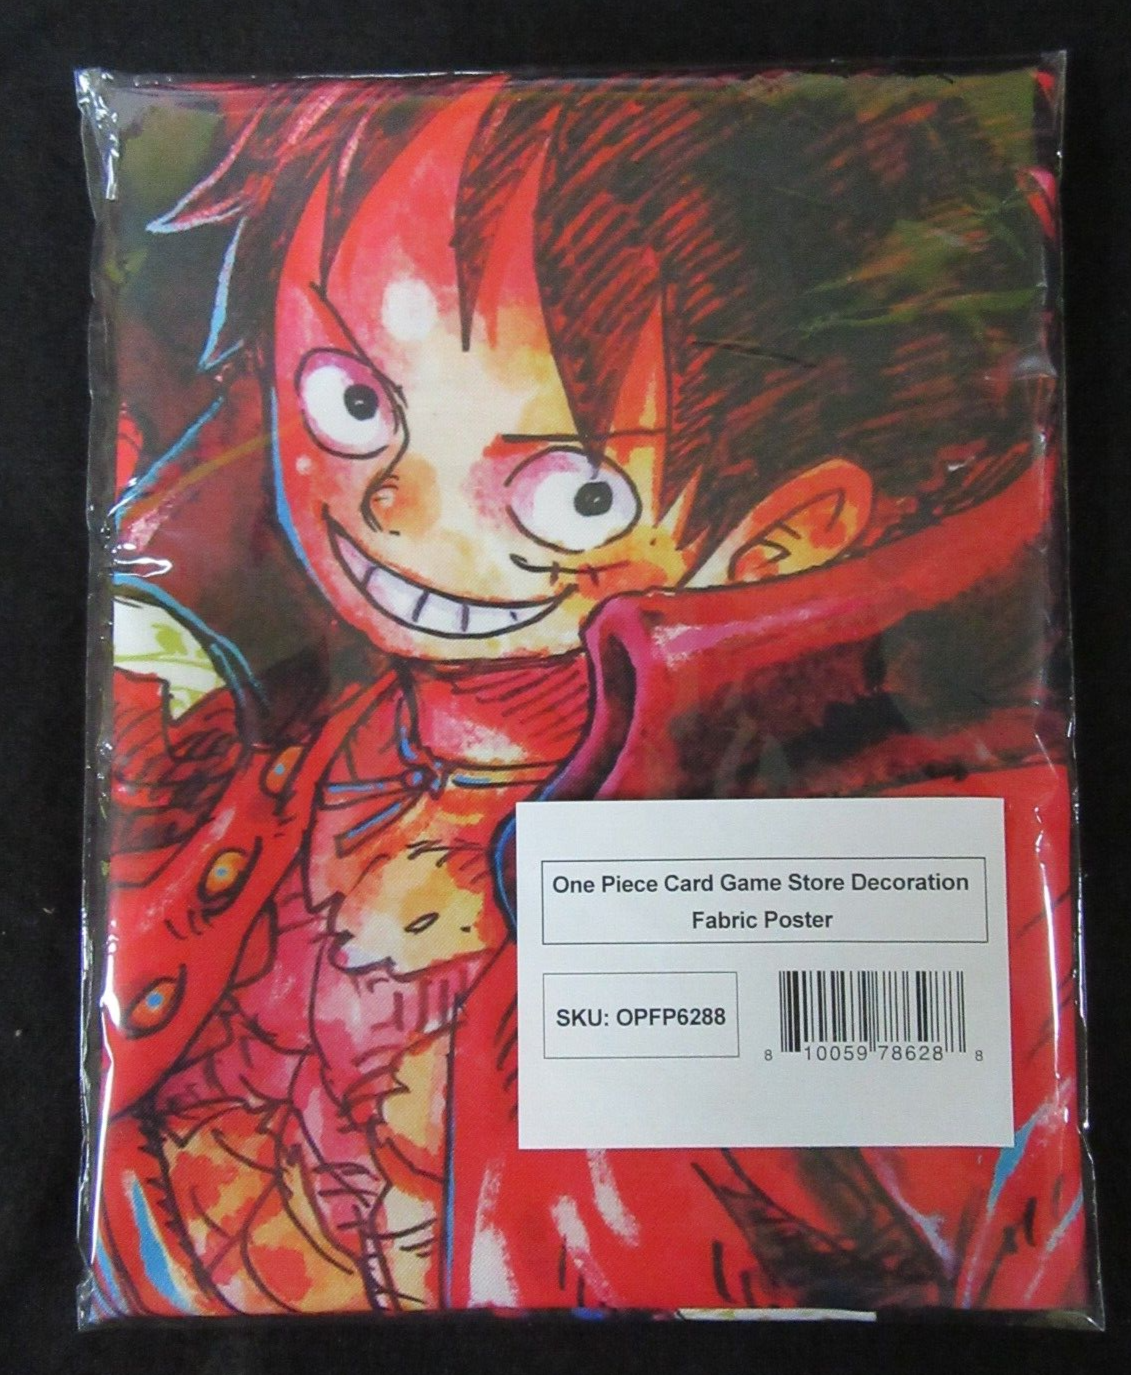 One Piece Card Game Store Decoration
Fabric Poster
SKU: OPFP6288
8 10059 78628 8